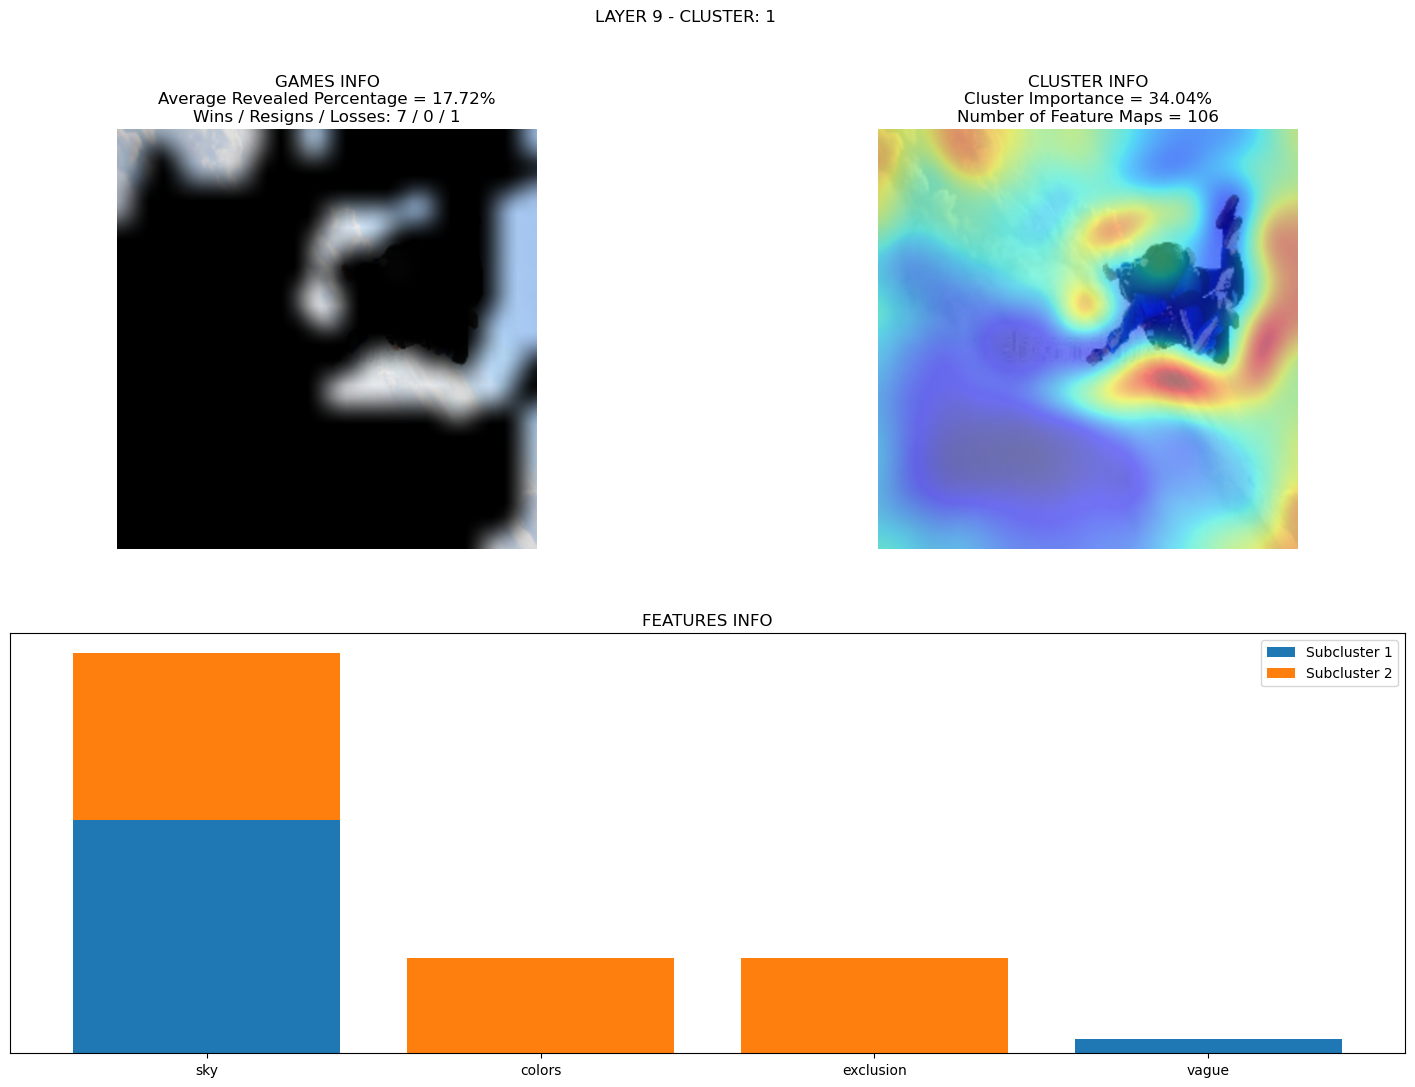 LAYER 9 - CLUSTER: 1
GAMES INFO
Average Revealed Percentage = 17.72%
Wins / Resigns / Losses: 7 / 0 / 1
CLUSTER INFO
Cluster Importance = 34.04%
Number of Feature Maps = 106
FEATURES INFO
Subcluster 1
Subcluster 2
sky
colors
exclusion
vague